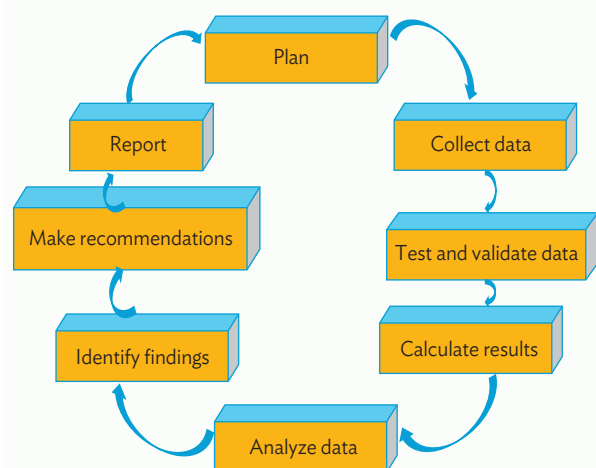 Plan
Collect data
Test and validate data
Calculate results
Analyze data
Identify findings
Make recommendations
Report